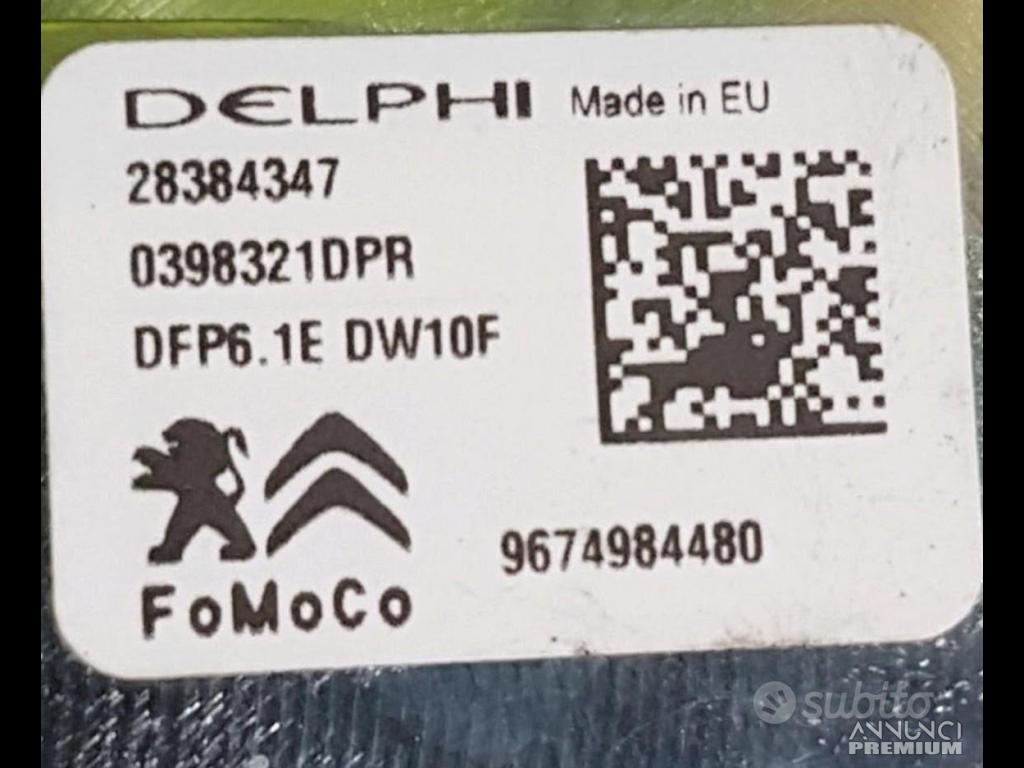 DELPHI Made in EU
28384347
0398321DPR
DFP6.1E DW10F
9674984480
FoMoCo
subito
ANNUNCI
PREMIUM